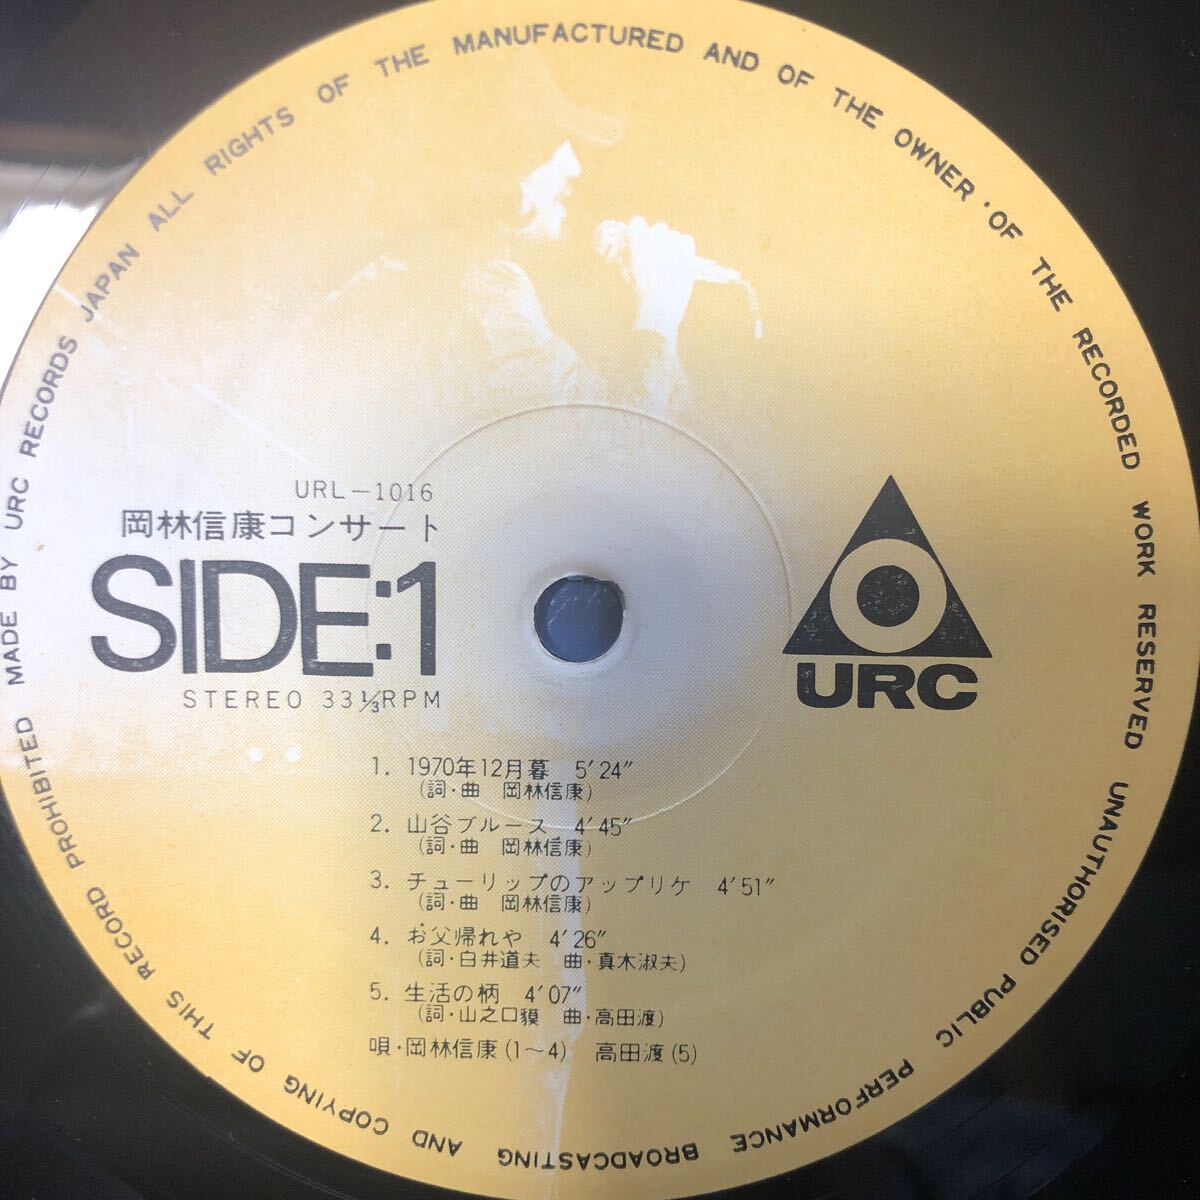 MADE BY URC RECORDS JAPAN ALL RIGHTS OF THE MANUFACTURED AND OF THE OWNER · OF THE RECORDED WORK RESERVED UNAUTHORISED PUBLIC PERFORMANCE BROADCASTING AND COPYING OF THIS RECORD PROHIBITED
URL-1016
岡林信康コンサート
SIDE:1
STEREO 33⅓RPM
URC
1. 1970年12月暮 5′24″
(詞・曲 岡林信康)
2. 山谷ブルース 4′45″
(詞・曲 岡林信康)
3. チューリップのアップリケ 4′51″
(詞・曲 岡林信康)
4. お父帰れや 4′26″
(詞・白井道夫 曲・真木淑夫)
5. 生活の柄 4′07″
(詞・山之口貘 曲・高田渡)
唄・岡林信康(1〜4) 高田渡(5)